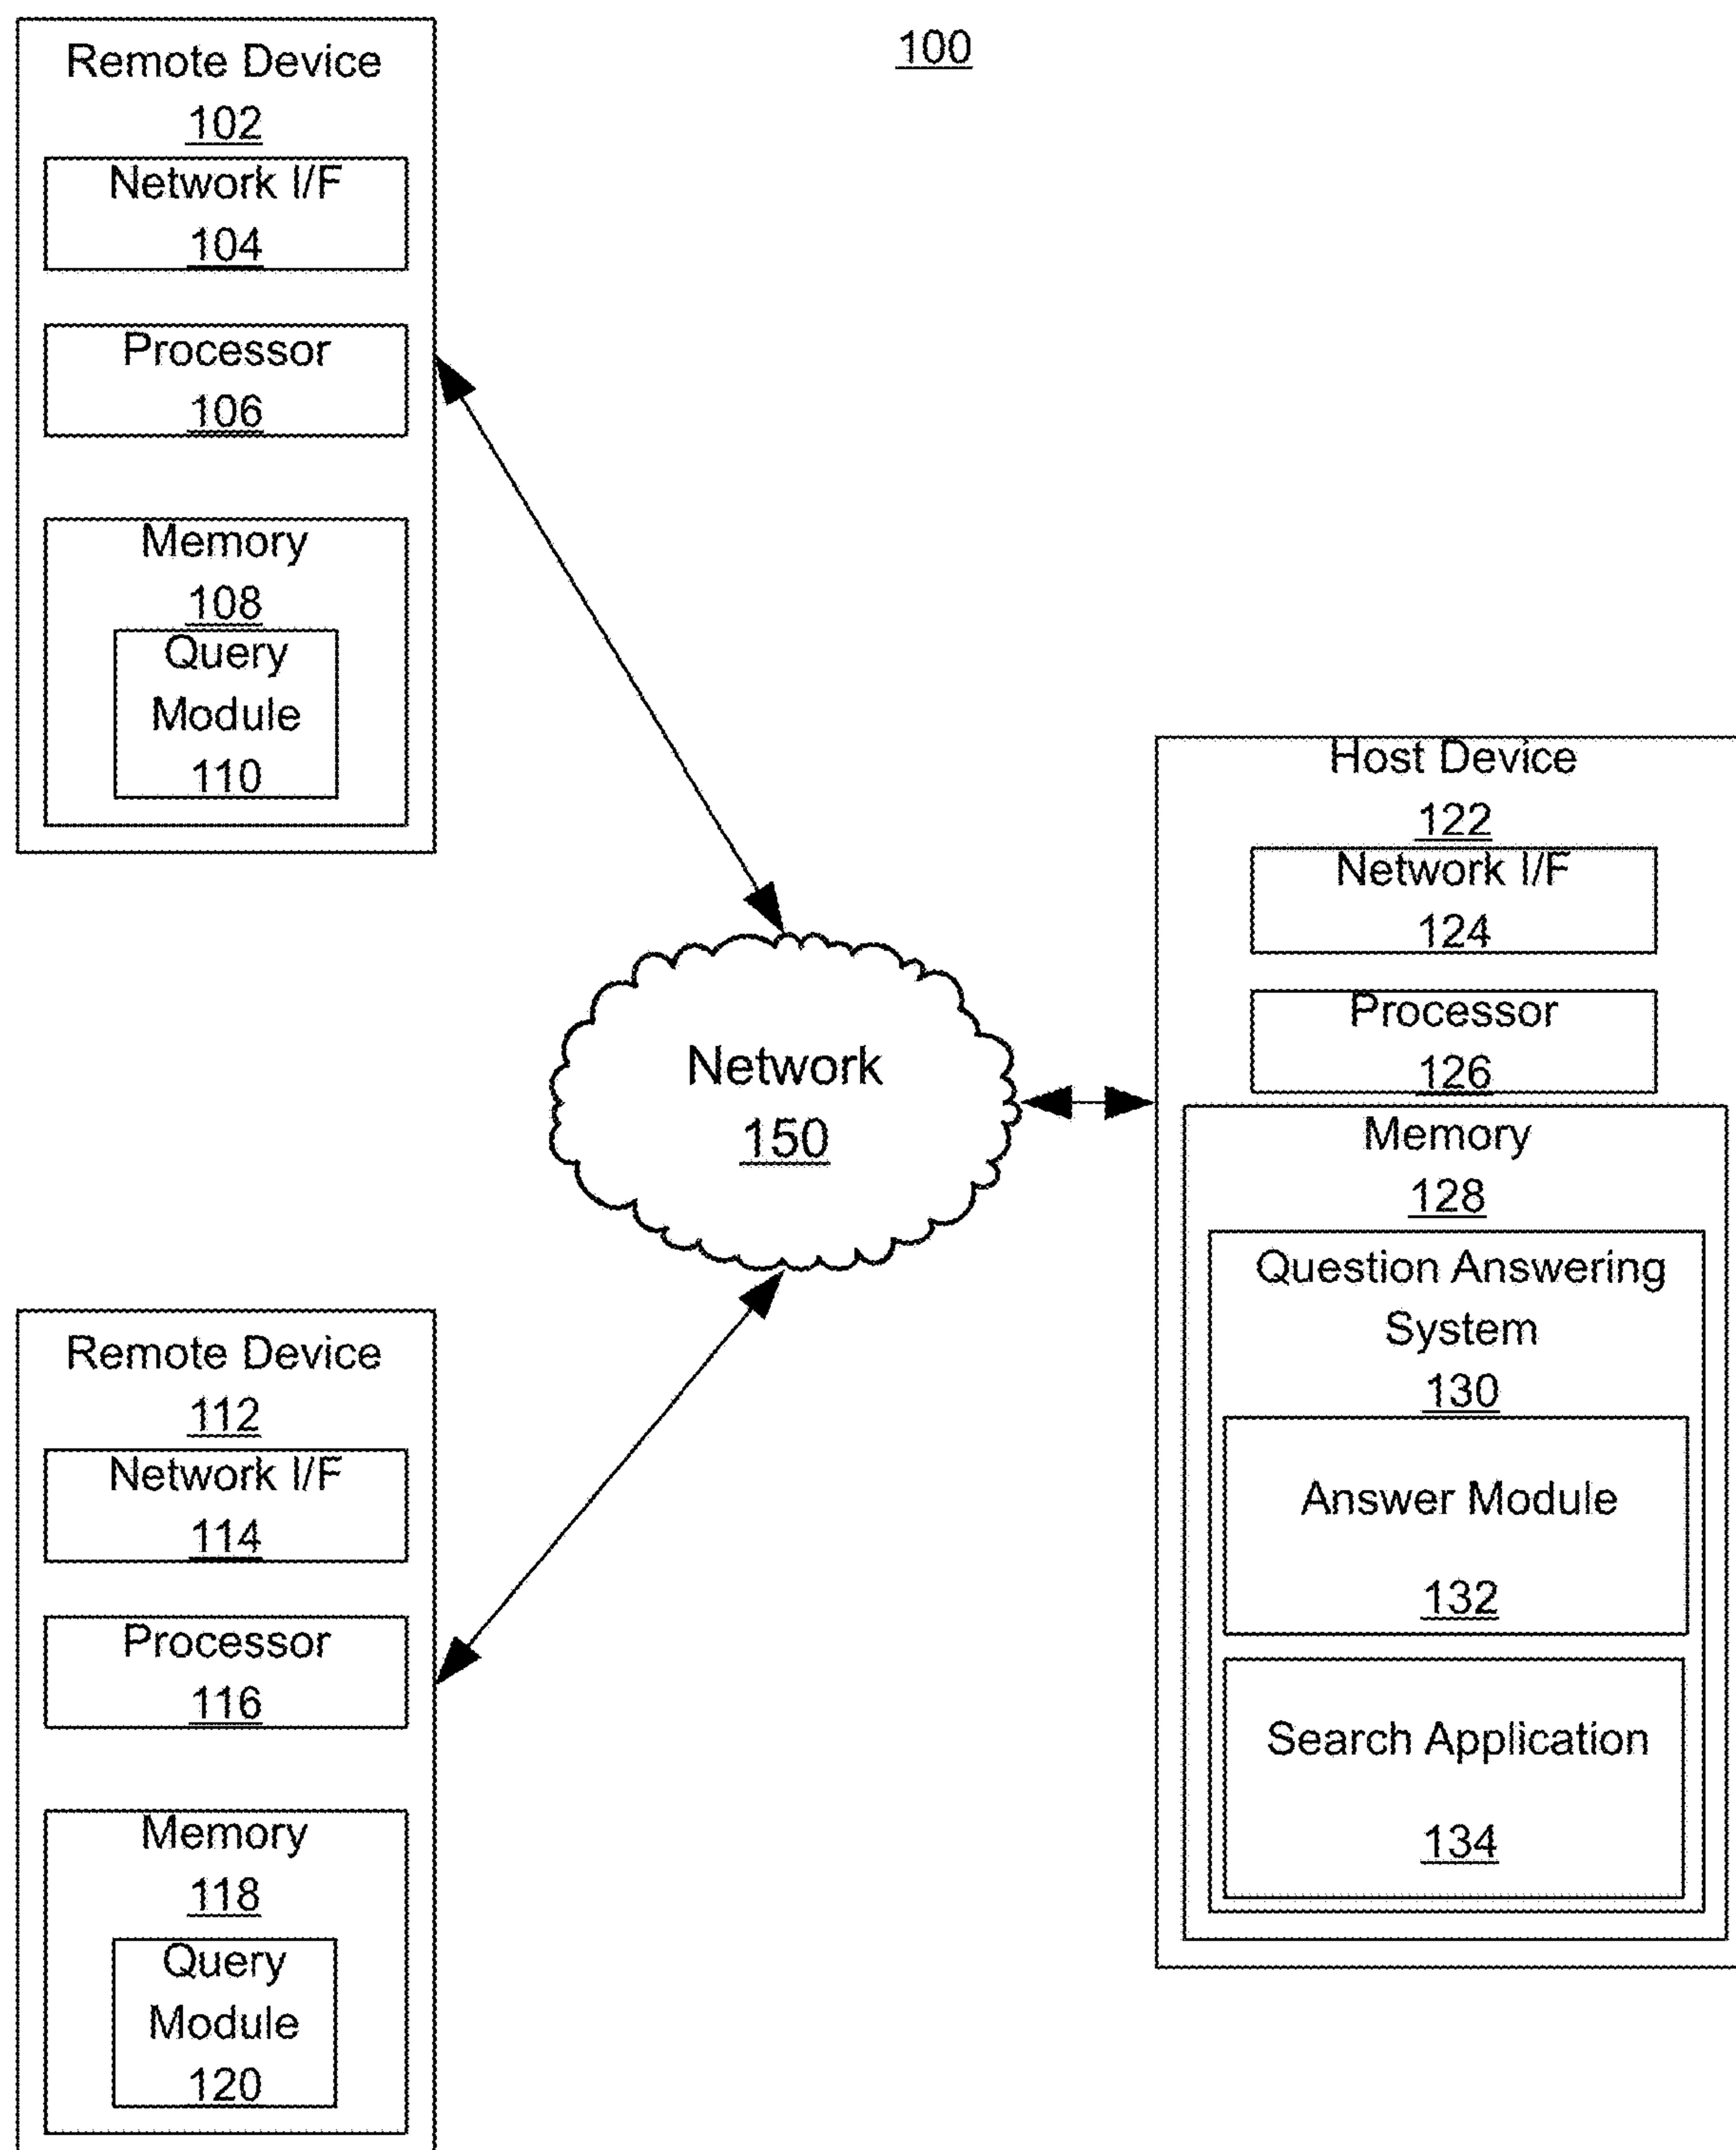 100
Remote Device
102
Network I/F
104
Processor
106
Memory
108
Query
Module
110
Network
150
Host Device
122
Network I/F
124
Processor
126
Memory
128
Question Answering
System
130
Answer Module
132
Search Application
134
Remote Device
112
Network I/F
114
Processor
116
Memory
118
Query
Module
120